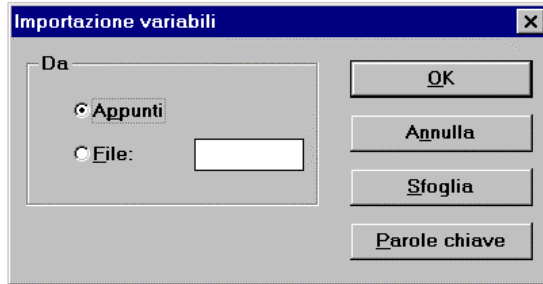 Importazione variabili
Da
Appunti
File:
OK
Annulla
Sfoglia
Parole chiave